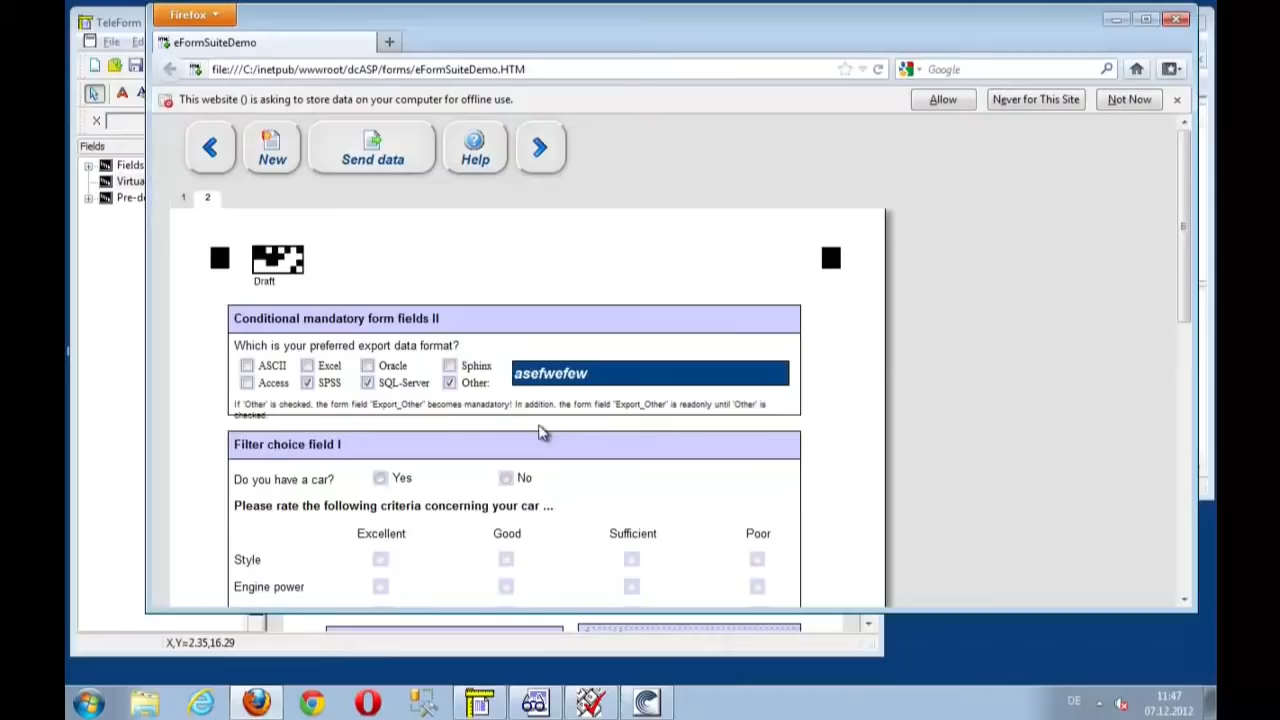 TeleForm
File Ed
Firefox
eFormSuiteDemo
file:///C:/inetpub/wwwroot/dcASP/forms/eFormSuiteDemo.HTM
Google
This website () is asking to store data on your computer for offline use.
Allow
Never for This Site
Not Now
Fields
Fields
Virtua
Pre-de
New
Send data
Help
1 2
Draft
Conditional mandatory form fields II
Which is your preferred export data format?
ASCII Excel Oracle Sphinx
Access SPSS SQL-Server Other:
asefwefew
If 'Other' is checked, the form field "Export_Other" becomes manadatory! In addition, the form field "Export_Other" is readonly until 'Other' is
checked.
Filter choice field I
Do you have a car? Yes No
Please rate the following criteria concerning your car ...
Excellent Good Sufficient Poor
Style
Engine power
X,Y=2.35,16.29
DE
11:47
07.12.2012